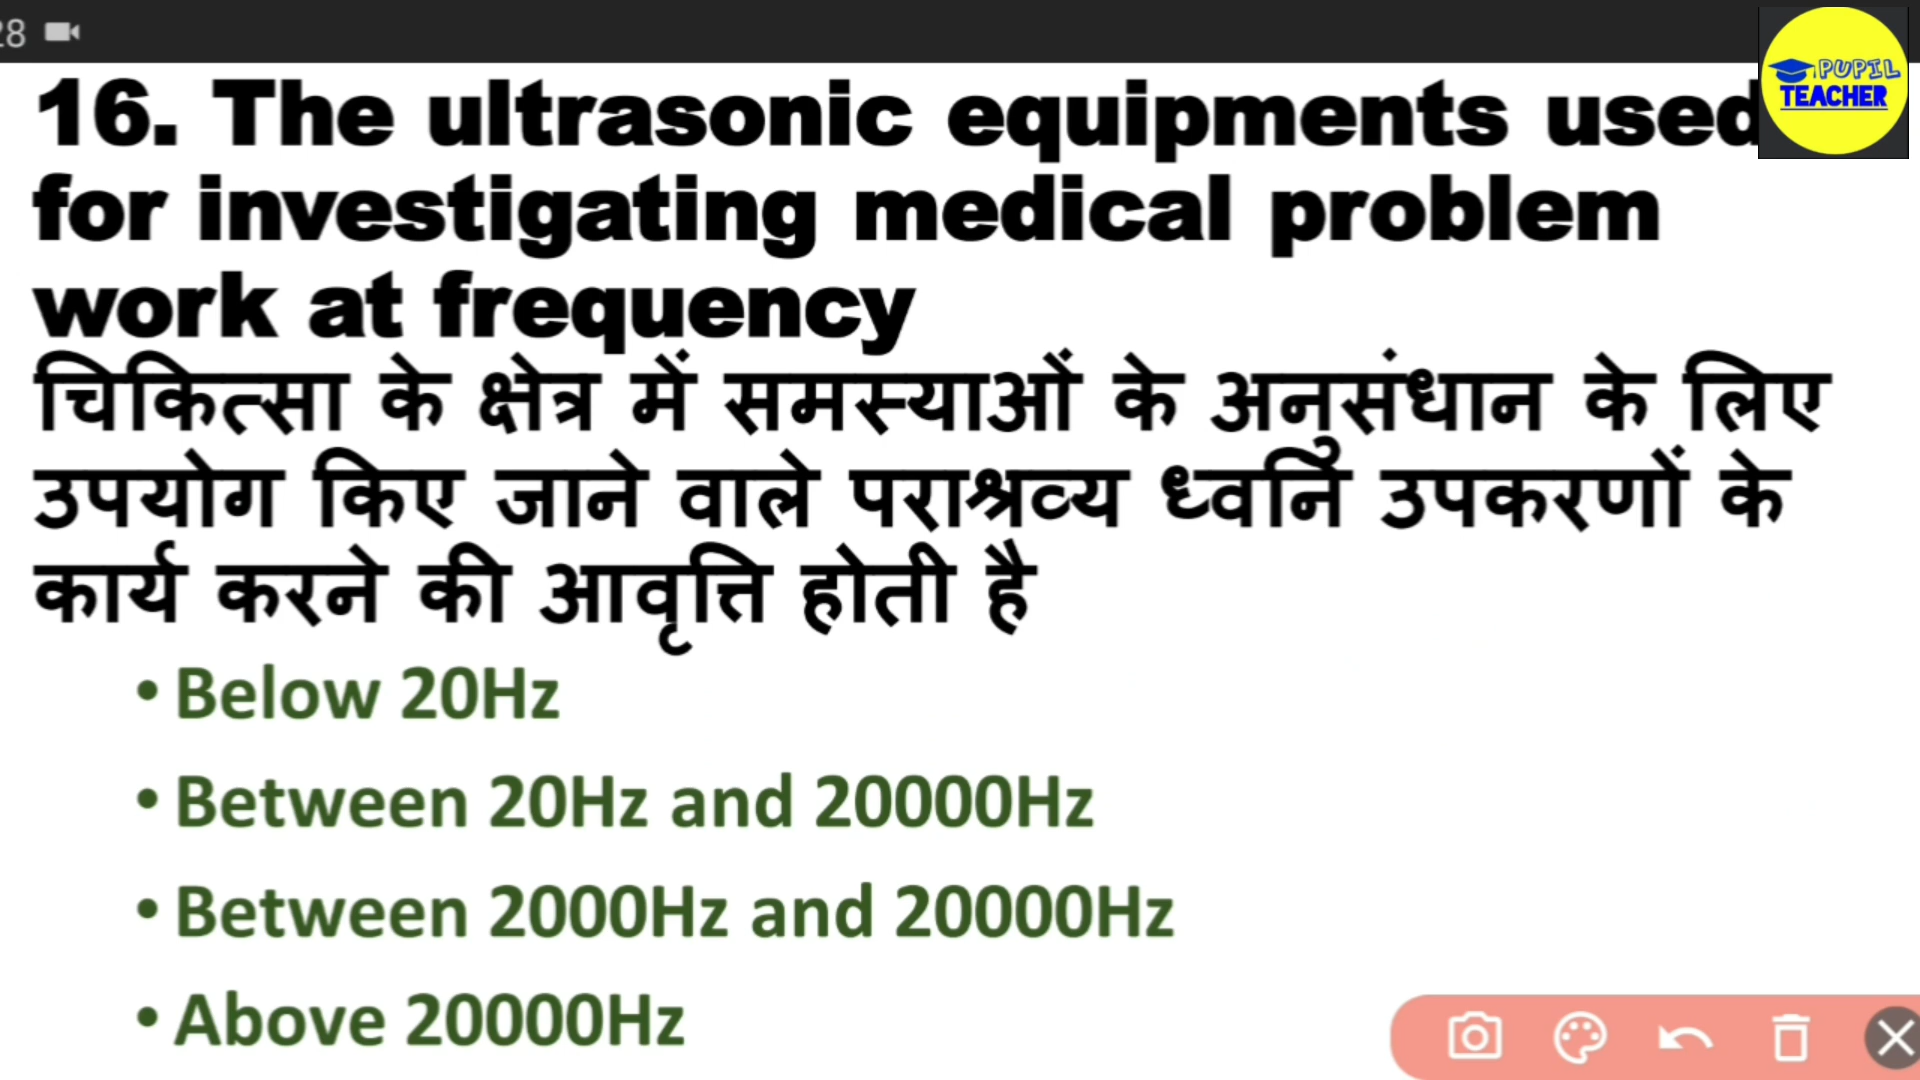 28
PUPIL
TEACHER
16. The ultrasonic equipments used
for investigating medical problem
work at frequency
चिकित्सा के क्षेत्र में समस्याओं के अनुसंधान के लिए
उपयोग किए जाने वाले पराश्रव्य ध्वनि उपकरणों के
कार्य करने की आवृत्ति होती है
• Below 20Hz
• Between 20Hz and 20000Hz
• Between 2000Hz and 20000Hz
• Above 20000Hz